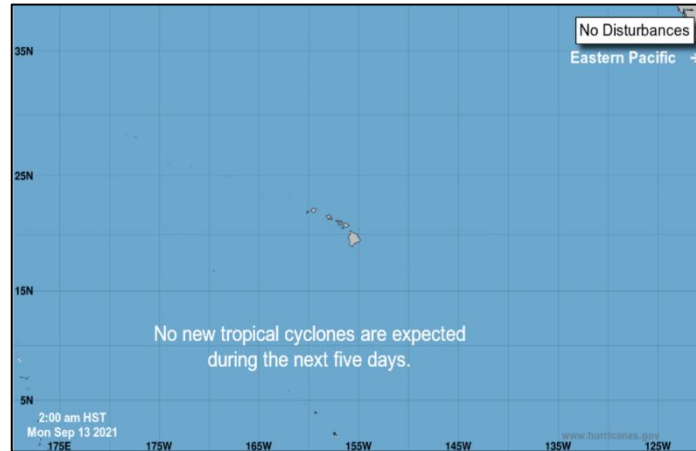 No Disturbances
35N
Eastern Pacific
25N
15N
No new tropical cyclones are expected
during the next five days.
5N
2:00 am HST
Mon Sep 13 2021
www.hurricanes.gov
175E
175W
165W
155W
145W
135W
125W